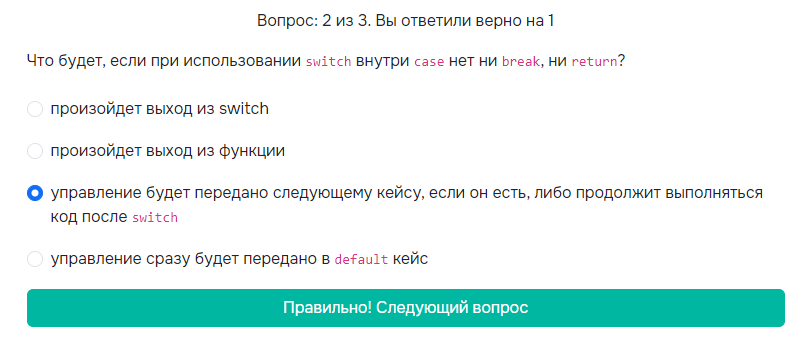 Вопрос: 2 из 3. Вы ответили верно на 1
Что будет, если при использовании switch внутри case нет ни break, ни return?
произойдет выход из switch
произойдет выход из функции
управление будет передано следующему кейсу, если он есть, либо продолжит выполняться
код после switch
управление сразу будет передано в default кейс
Правильно! Следующий вопрос